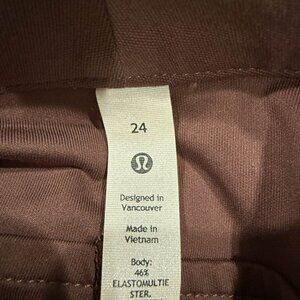 24
Designed in
Vancouver
Made in
Vietnam
Body:
46%
ELASTOMULTIE
STER,